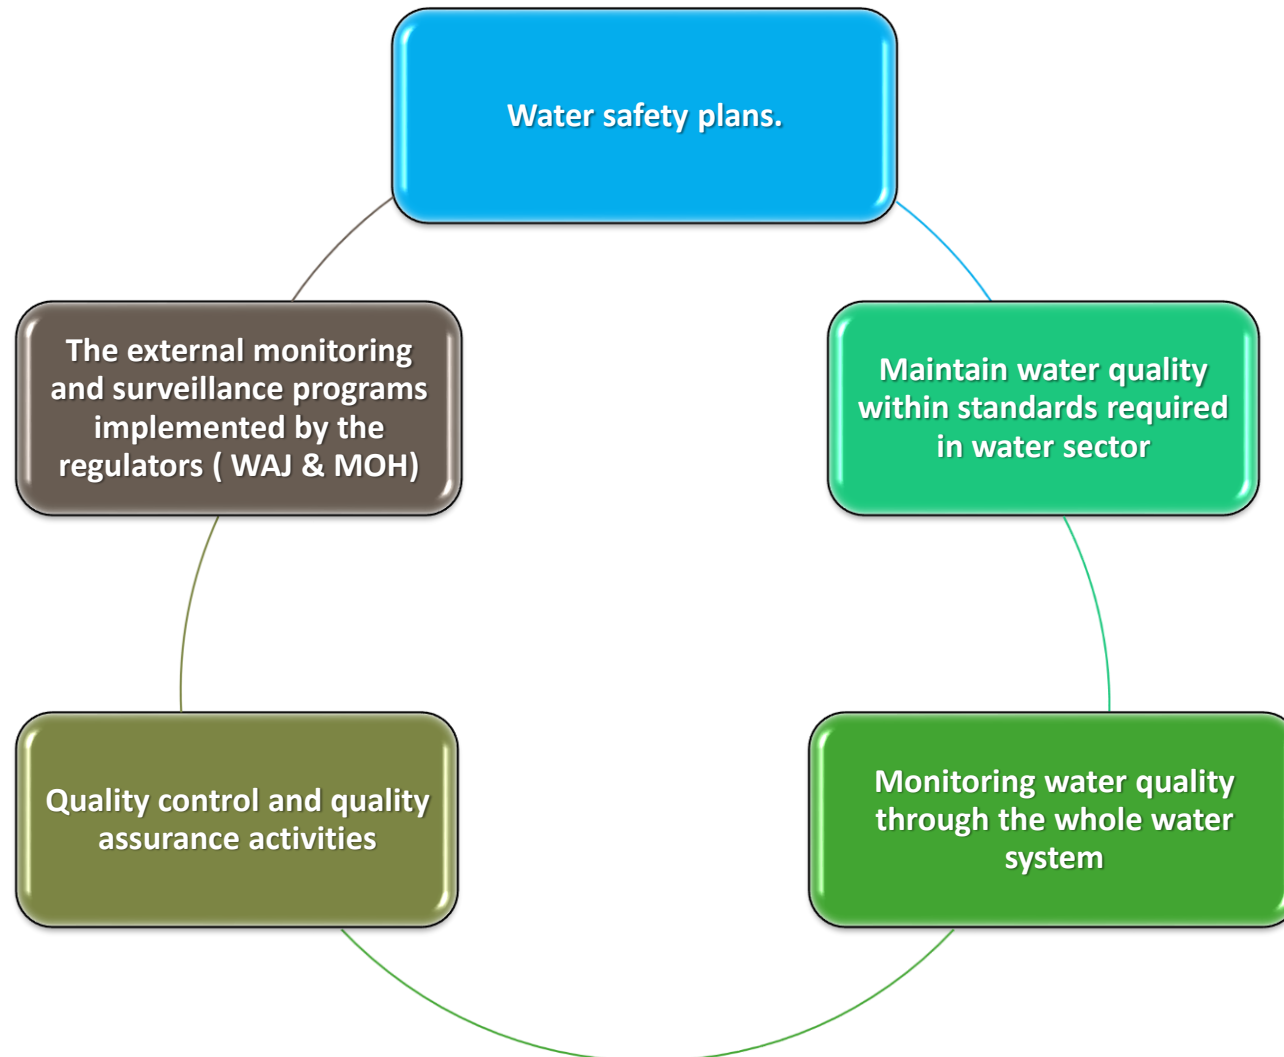 Water safety plans.
Maintain water quality
within standards required
in water sector
Monitoring water quality
through the whole water
system
Quality control and quality
assurance activities
The external monitoring
and surveillance programs
implemented by the
regulators ( WAJ & MOH)